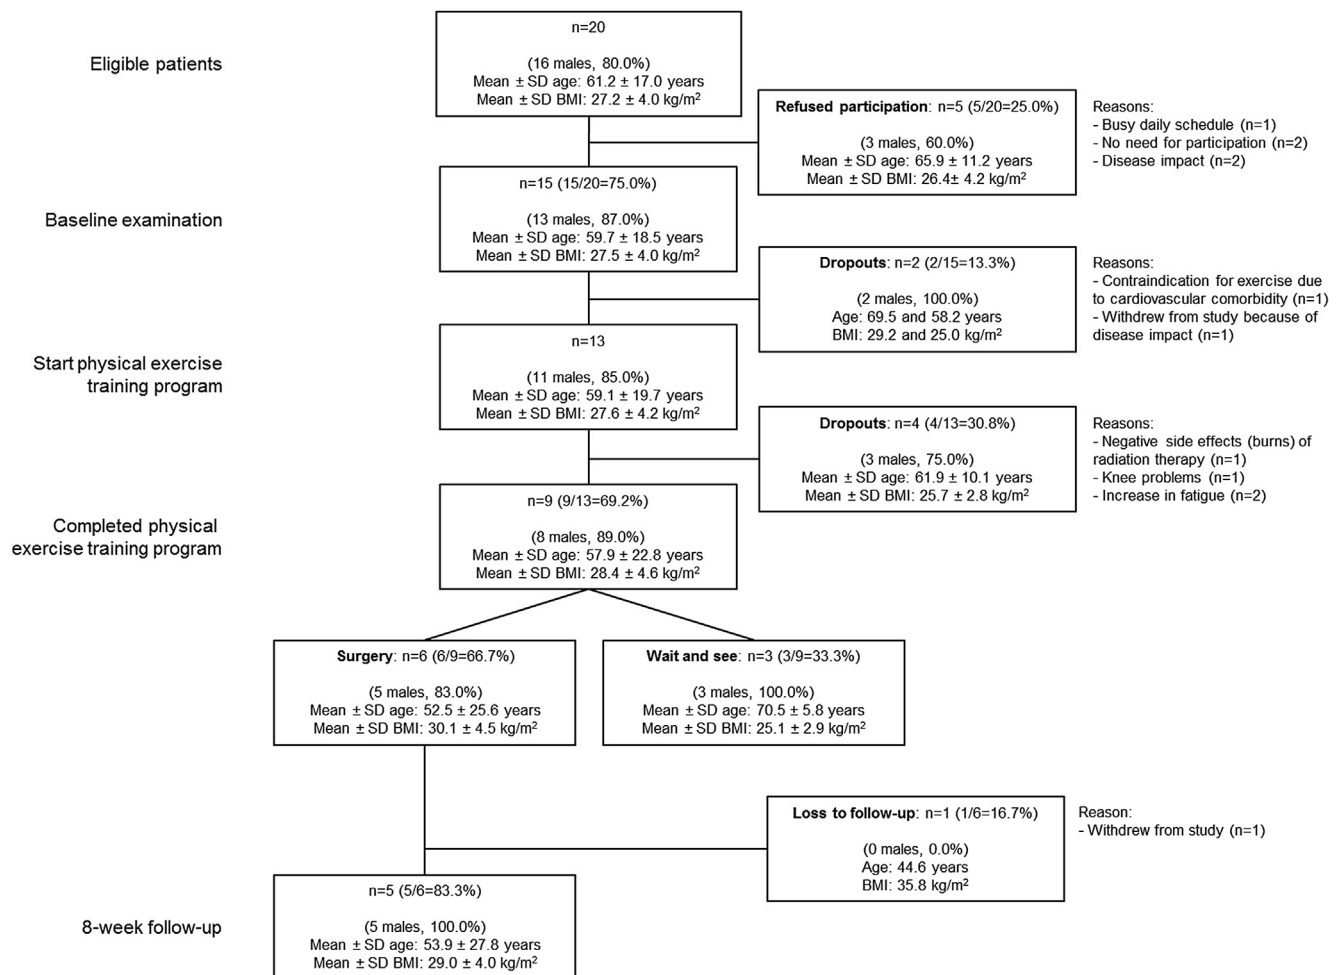 Eligible patients
n=20
(16 males, 80.0%)
Mean ± SD age: 61.2 ± 17.0 years
Mean ± SD BMI: 27.2 ± 4.0 kg/m²
Refused participation: n=5 (5/20=25.0%)
(3 males, 60.0%)
Mean ± SD age: 65.9 ± 11.2 years
Mean ± SD BMI: 26.4± 4.2 kg/m²
Reasons:
- Busy daily schedule (n=1)
- No need for participation (n=2)
- Disease impact (n=2)
Baseline examination
n=15 (15/20=75.0%)
(13 males, 87.0%)
Mean ± SD age: 59.7 ± 18.5 years
Mean ± SD BMI: 27.5 ± 4.0 kg/m²
Dropouts: n=2 (2/15=13.3%)
(2 males, 100.0%)
Age: 69.5 and 58.2 years
BMI: 29.2 and 25.0 kg/m²
Reasons:
- Contraindication for exercise due
to cardiovascular comorbidity (n=1)
- Withdrew from study because of
disease impact (n=1)
Start physical exercise
training program
n=13
(11 males, 85.0%)
Mean ± SD age: 59.1 ± 19.7 years
Mean ± SD BMI: 27.6 ± 4.2 kg/m²
Dropouts: n=4 (4/13=30.8%)
(3 males, 75.0%)
Mean ± SD age: 61.9 ± 10.1 years
Mean ± SD BMI: 25.7 ± 2.8 kg/m²
Reasons:
- Negative side effects (burns) of
radiation therapy (n=1)
- Knee problems (n=1)
- Increase in fatigue (n=2)
Completed physical
exercise training program
n=9 (9/13=69.2%)
(8 males, 89.0%)
Mean ± SD age: 57.9 ± 22.8 years
Mean ± SD BMI: 28.4 ± 4.6 kg/m²
Surgery: n=6 (6/9=66.7%)
(5 males, 83.0%)
Mean ± SD age: 52.5 ± 25.6 years
Mean ± SD BMI: 30.1 ± 4.5 kg/m²
Wait and see: n=3 (3/9=33.3%)
(3 males, 100.0%)
Mean ± SD age: 70.5 ± 5.8 years
Mean ± SD BMI: 25.1 ± 2.9 kg/m²
Loss to follow-up: n=1 (1/6=16.7%)
(0 males, 0.0%)
Age: 44.6 years
BMI: 35.8 kg/m²
Reason:
- Withdrew from study (n=1)
8-week follow-up
n=5 (5/6=83.3%)
(5 males, 100.0%)
Mean ± SD age: 53.9 ± 27.8 years
Mean ± SD BMI: 29.0 ± 4.0 kg/m²